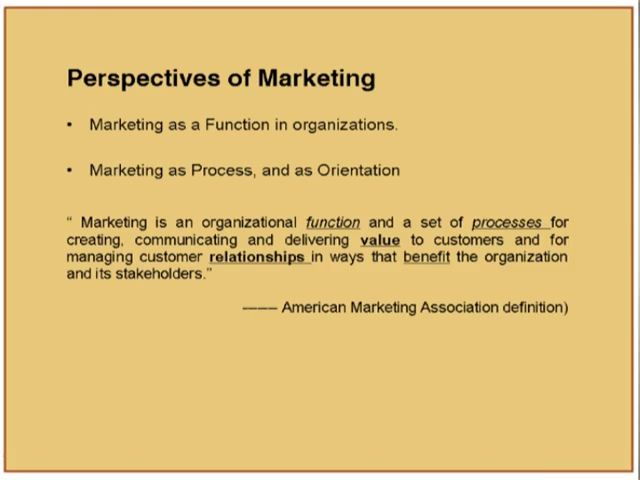 Perspectives of Marketing
• Marketing as a Function in organizations.
• Marketing as Process, and as Orientation
“ Marketing is an organizational function and a set of processes for
creating, communicating and delivering value to customers and for
managing customer relationships in ways that benefit the organization
and its stakeholders.”
—— American Marketing Association definition)